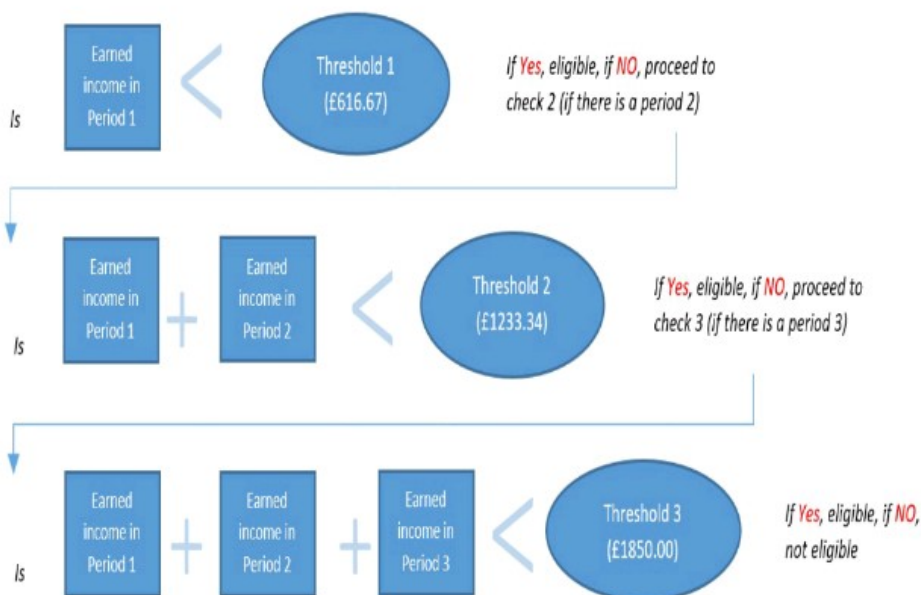 Is
Earned
income in
Period 1
<
Threshold 1
(£616.67)
If Yes, eligible, if NO, proceed to
check 2 (if there is a period 2)
Is
Earned
income in
Period 1
+
Earned
income in
Period 2
<
Threshold 2
(£1233.34)
If Yes, eligible, if NO, proceed to
check 3 (if there is a period 3)
Is
Earned
income in
Period 1
+
Earned
income in
Period 2
+
Earned
income in
Period 3
<
Threshold 3
(£1850.00)
If Yes, eligible, if NO,
not eligible